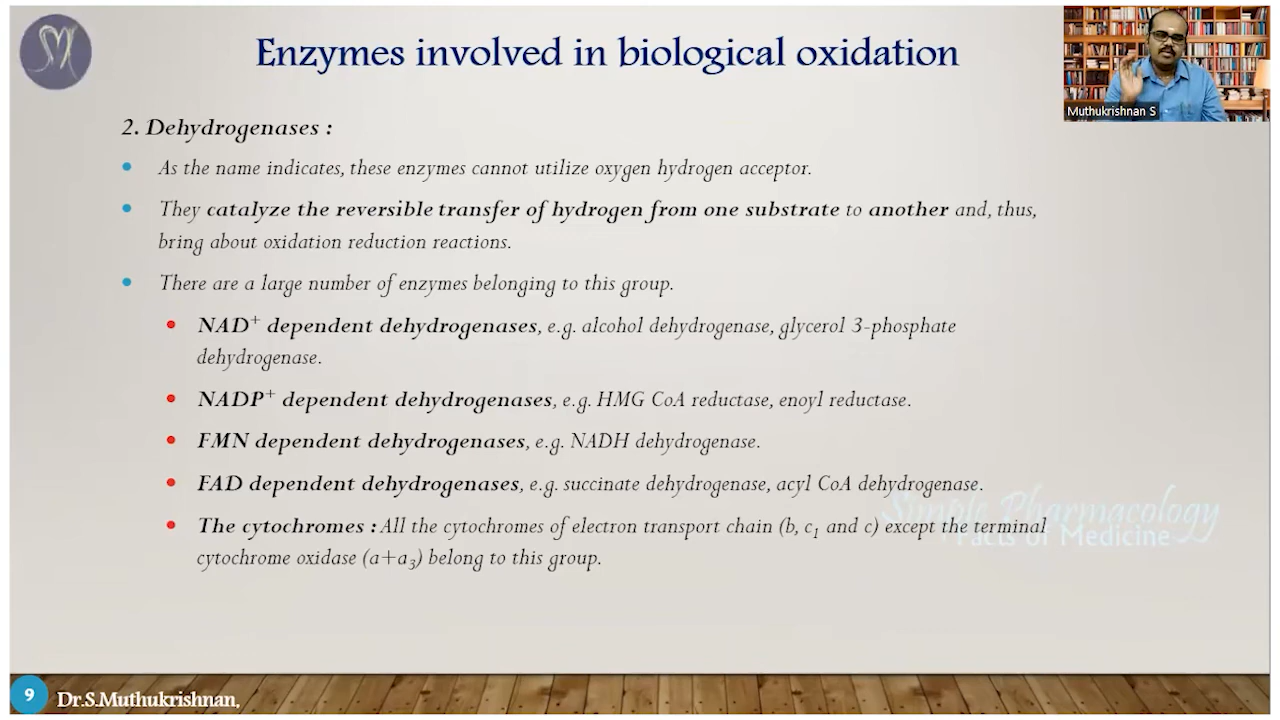 SM
Enzymes involved in biological oxidation
Muthukrishnan S
2. Dehydrogenases :
As the name indicates, these enzymes cannot utilize oxygen hydrogen acceptor.
They catalyze the reversible transfer of hydrogen from one substrate to another and, thus,
bring about oxidation reduction reactions.
There are a large number of enzymes belonging to this group.
NAD⁺ dependent dehydrogenases, e.g. alcohol dehydrogenase, glycerol 3-phosphate
dehydrogenase.
NADP⁺ dependent dehydrogenases, e.g. HMG CoA reductase, enoyl reductase.
FMN dependent dehydrogenases, e.g. NADH dehydrogenase.
FAD dependent dehydrogenases, e.g. succinate dehydrogenase, acyl CoA dehydrogenase.
The cytochromes : All the cytochromes of electron transport chain (b, c₁ and c) except the terminal
cytochrome oxidase (a+a₃) belong to this group.
Simple Pharmacology
Facts of Medicine
9
Dr.S.Muthukrishnan,